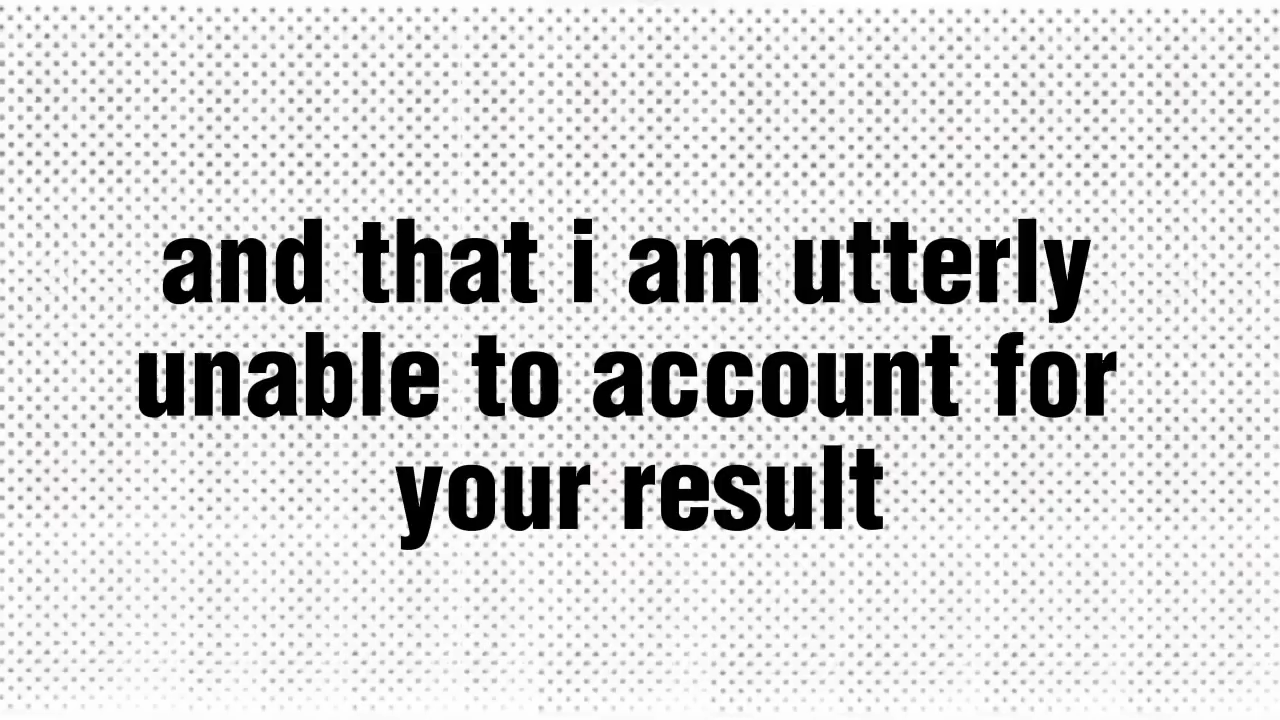 and that i am utterly
unable to account for
your result